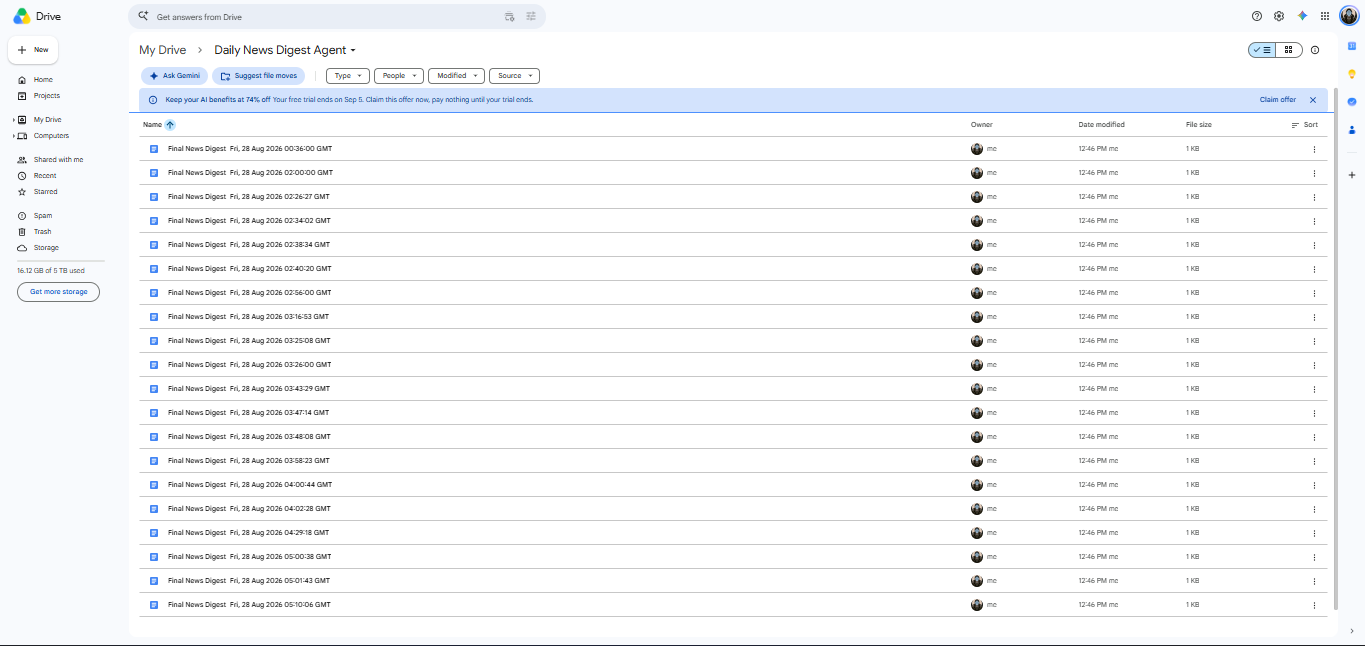 Drive
Get answers from Drive
New
My Drive > Daily News Digest Agent
Home
Projects
My Drive
Computers
Shared with me
Recent
Starred
Spam
Trash
Storage
16.12 GB of 5 TB used
Get more storage
Ask Gemini Suggest file moves Type People Modified Source
Keep your AI benefits at 74% off Your free trial ends on Sep 5. Claim this offer now, pay nothing until your trial ends. Claim offer
Name Owner Date modified File size Sort
Final News Digest Fri, 28 Aug 2026 00:36:00 GMT me 12:46 PM me 1 KB
Final News Digest Fri, 28 Aug 2026 02:00:00 GMT me 12:46 PM me 1 KB
Final News Digest Fri, 28 Aug 2026 02:26:27 GMT me 12:46 PM me 1 KB
Final News Digest Fri, 28 Aug 2026 02:34:02 GMT me 12:46 PM me 1 KB
Final News Digest Fri, 28 Aug 2026 02:38:34 GMT me 12:46 PM me 1 KB
Final News Digest Fri, 28 Aug 2026 02:40:20 GMT me 12:46 PM me 1 KB
Final News Digest Fri, 28 Aug 2026 02:56:00 GMT me 12:46 PM me 1 KB
Final News Digest Fri, 28 Aug 2026 03:16:53 GMT me 12:46 PM me 1 KB
Final News Digest Fri, 28 Aug 2026 03:25:08 GMT me 12:46 PM me 1 KB
Final News Digest Fri, 28 Aug 2026 03:26:00 GMT me 12:46 PM me 1 KB
Final News Digest Fri, 28 Aug 2026 03:43:29 GMT me 12:46 PM me 1 KB
Final News Digest Fri, 28 Aug 2026 03:47:14 GMT me 12:46 PM me 1 KB
Final News Digest Fri, 28 Aug 2026 03:48:08 GMT me 12:46 PM me 1 KB
Final News Digest Fri, 28 Aug 2026 03:58:23 GMT me 12:46 PM me 1 KB
Final News Digest Fri, 28 Aug 2026 04:00:44 GMT me 12:46 PM me 1 KB
Final News Digest Fri, 28 Aug 2026 04:02:28 GMT me 12:46 PM me 1 KB
Final News Digest Fri, 28 Aug 2026 04:29:18 GMT me 12:46 PM me 1 KB
Final News Digest Fri, 28 Aug 2026 05:00:38 GMT me 12:46 PM me 1 KB
Final News Digest Fri, 28 Aug 2026 05:01:43 GMT me 12:46 PM me 1 KB
Final News Digest Fri, 28 Aug 2026 05:10:06 GMT me 12:46 PM me 1 KB